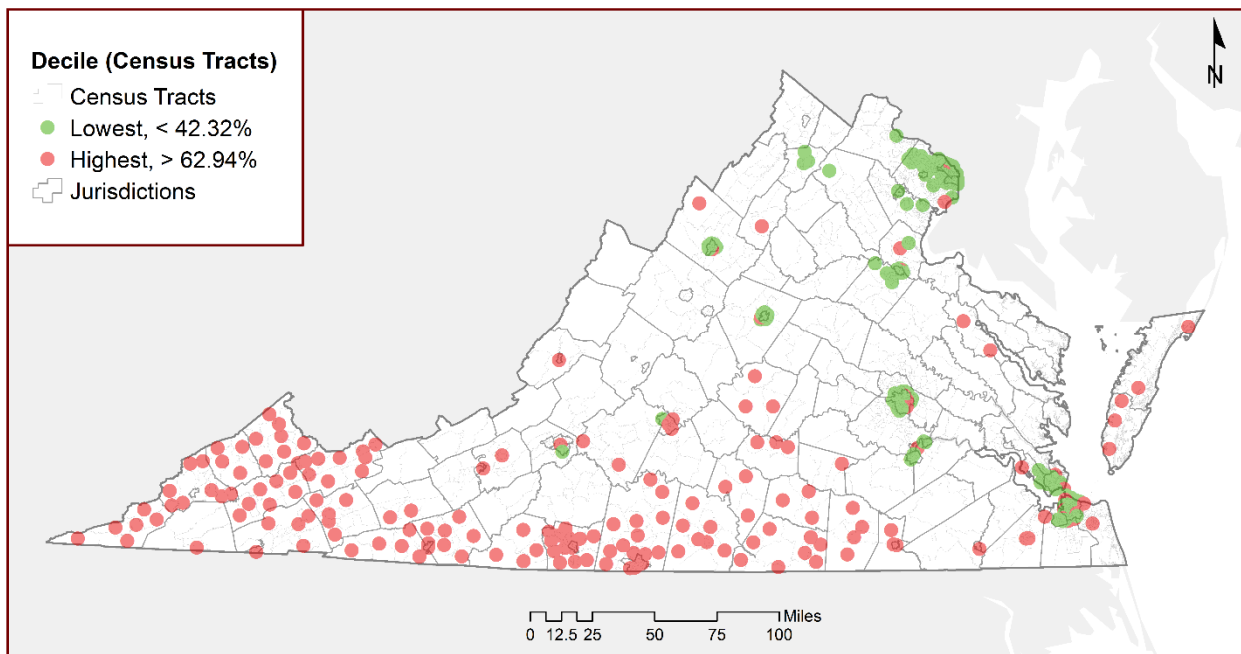 Decile (Census Tracts)
Census Tracts
Lowest, < 42.32%
Highest, > 62.94%
Jurisdictions
N
Miles
0 12.5 25 50 75 100